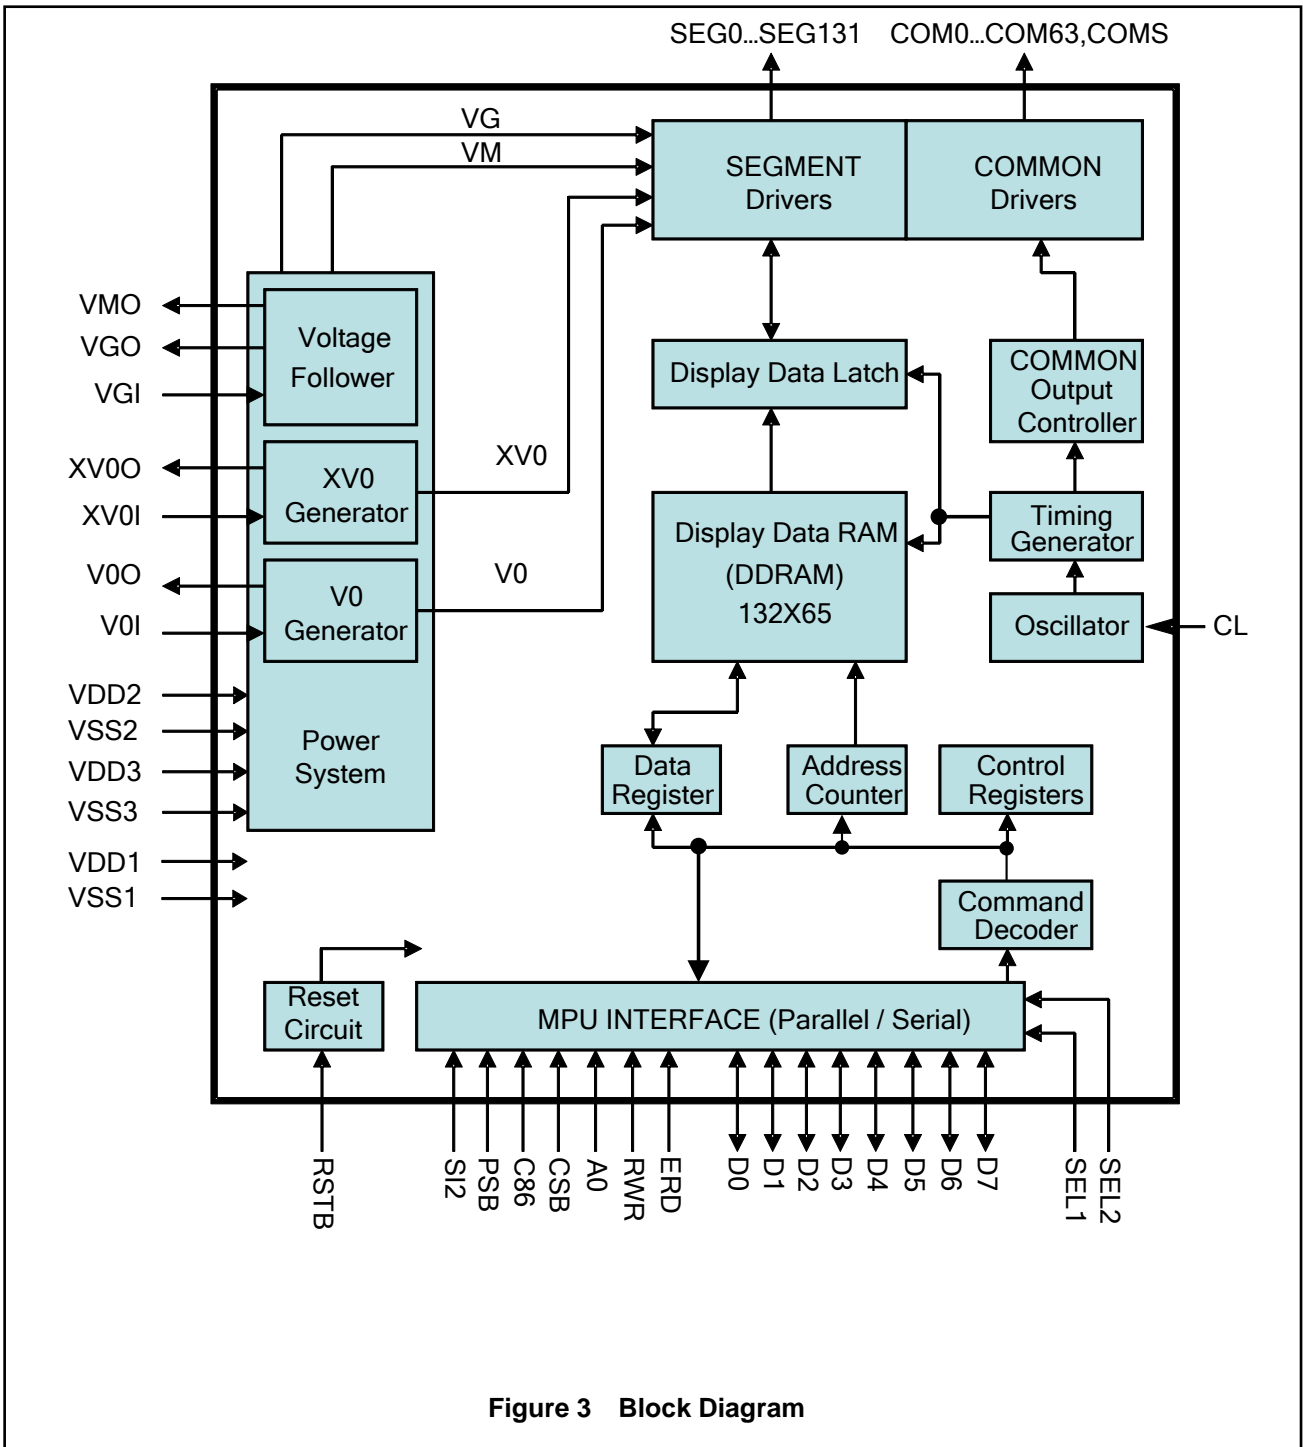 SEG0...SEG131 COM0...COM63,COMS
VG
VM
SEGMENT
Drivers
COMMON
Drivers
VMO
VGO
VGI
XV0O
XV0I
V0O
V0I
VDD2
VSS2
VDD3
VSS3
VDD1
VSS1
Voltage
Follower
XV0
Generator
V0
Generator
Power
System
XV0
V0
Display Data Latch
COMMON
Output
Controller
Display Data RAM
(DDRAM)
132X65
Timing
Generator
Oscillator
CL
Data
Register
Address
Counter
Control
Registers
Command
Decoder
Reset
Circuit
MPU INTERFACE (Parallel / Serial)
RSTB
SI2
PSB
C86
CSB
A0
RWR
ERD
D0
D1
D2
D3
D4
D5
D6
D7
SEL1
SEL2
Figure 3 Block Diagram